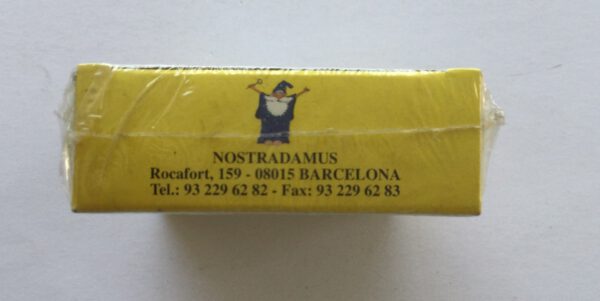 NOSTRADAMUS
Rocafort, 159 - 08015 BARCELONA
Tel.: 93 229 62 82 - Fax: 93 229 62 83